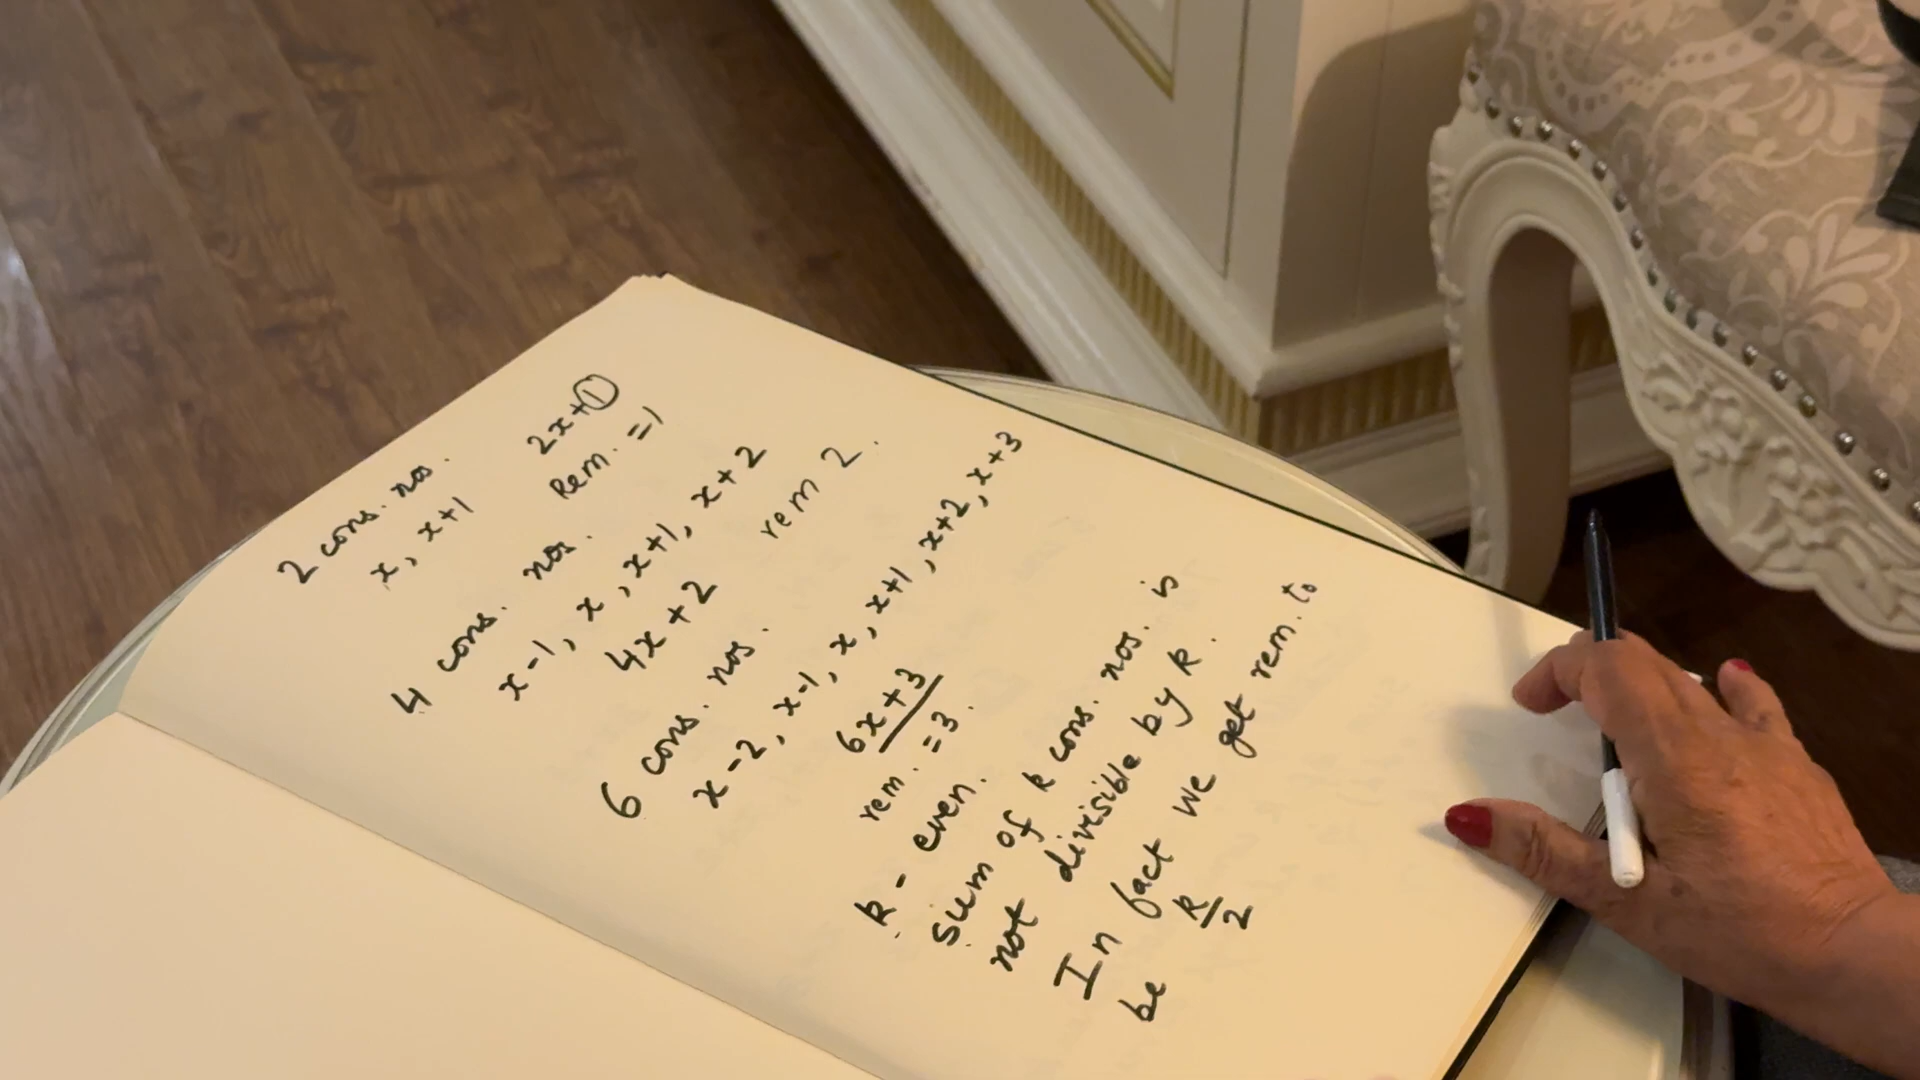 2 cons. nos.
x, x+1
2x+1
Rem. = 1
4 cons. nos.
x-1, x, x+1, x+2
4x+2
rem 2.
6 cons. nos.
x-2, x-1, x, x+1, x+2, x+3
6x+3
rem. = 3.
k - even.
sum of k cons. nos. is
not divisible by k.
In fact we get rem. to
be k/2